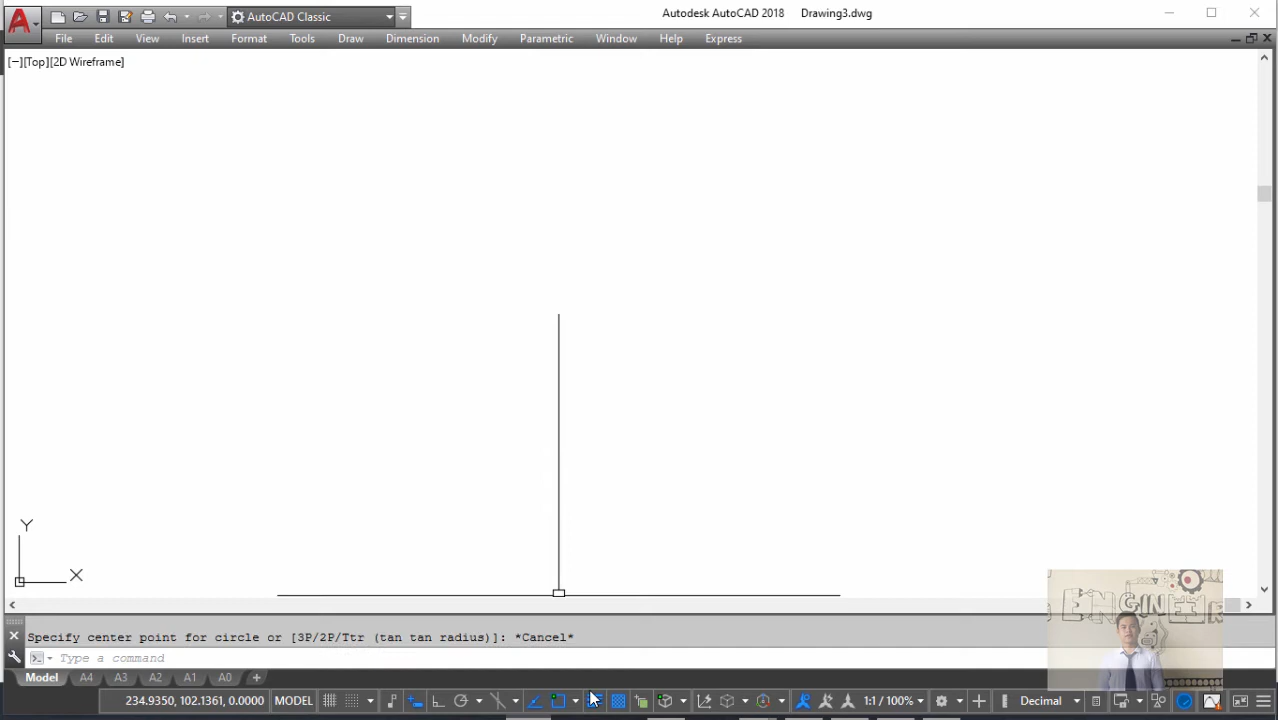 AutoCAD Classic
Autodesk AutoCAD 2018 Drawing3.dwg
File Edit View Insert Format Tools Draw Dimension Modify Parametric Window Help Express
[−][Top][2D Wireframe]
Y
X
ENGINEER
Specify center point for circle or [3P/2P/Ttr (tan tan radius)]: *Cancel*
Type a command
Model A4 A3 A2 A1 A0 +
234.9350, 102.1361, 0.0000 MODEL 1:1 / 100% Decimal